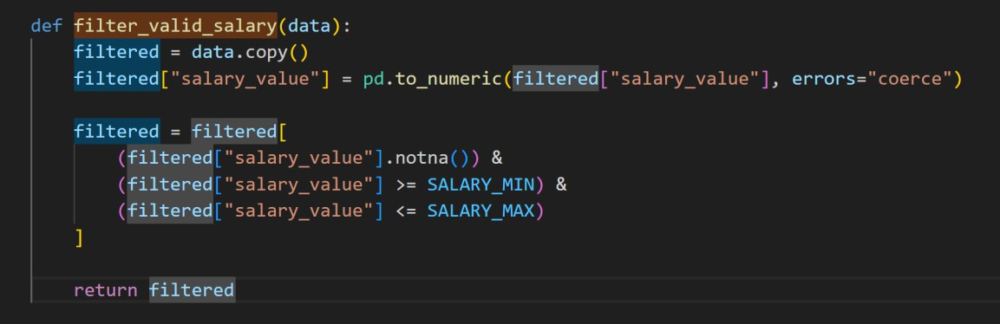 def filter_valid_salary(data):
    filtered = data.copy()
    filtered["salary_value"] = pd.to_numeric(filtered["salary_value"], errors="coerce")

    filtered = filtered[
        (filtered["salary_value"].notna()) &
        (filtered["salary_value"] >= SALARY_MIN) &
        (filtered["salary_value"] <= SALARY_MAX)
    ]

    return filtered